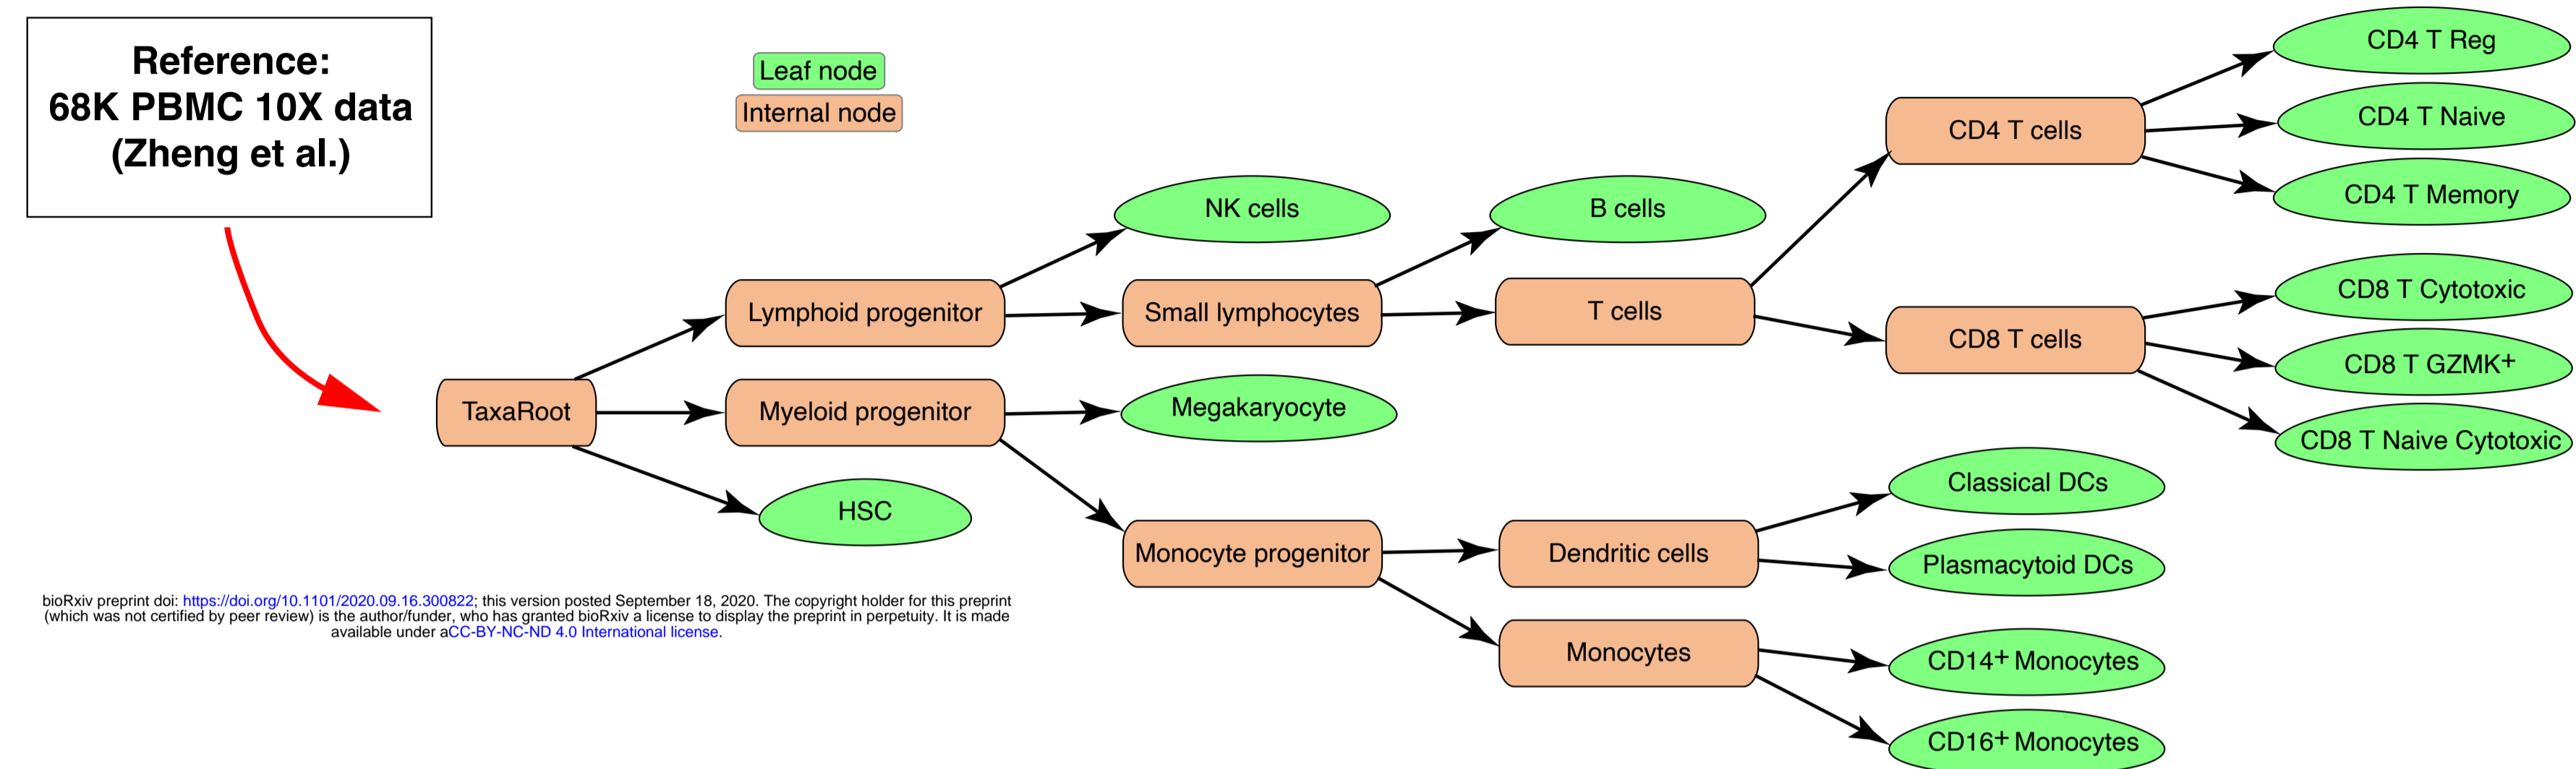 Reference:
68K PBMC 10X data
(Zheng et al.)
Leaf node
Internal node
TaxaRoot
Lymphoid progenitor
Myeloid progenitor
HSC
NK cells
Small lymphocytes
Megakaryocyte
Monocyte progenitor
B cells
T cells
Dendritic cells
Monocytes
CD4 T cells
CD8 T cells
Classical DCs
Plasmacytoid DCs
CD14+ Monocytes
CD16+ Monocytes
CD4 T Reg
CD4 T Naive
CD4 T Memory
CD8 T Cytotoxic
CD8 T GZMK+
CD8 T Naive Cytotoxic
bioRxiv preprint doi: https://doi.org/10.1101/2020.09.16.300822; this version posted September 18, 2020. The copyright holder for this preprint
(which was not certified by peer review) is the author/funder, who has granted bioRxiv a license to display the preprint in perpetuity. It is made
available under aCC-BY-NC-ND 4.0 International license.